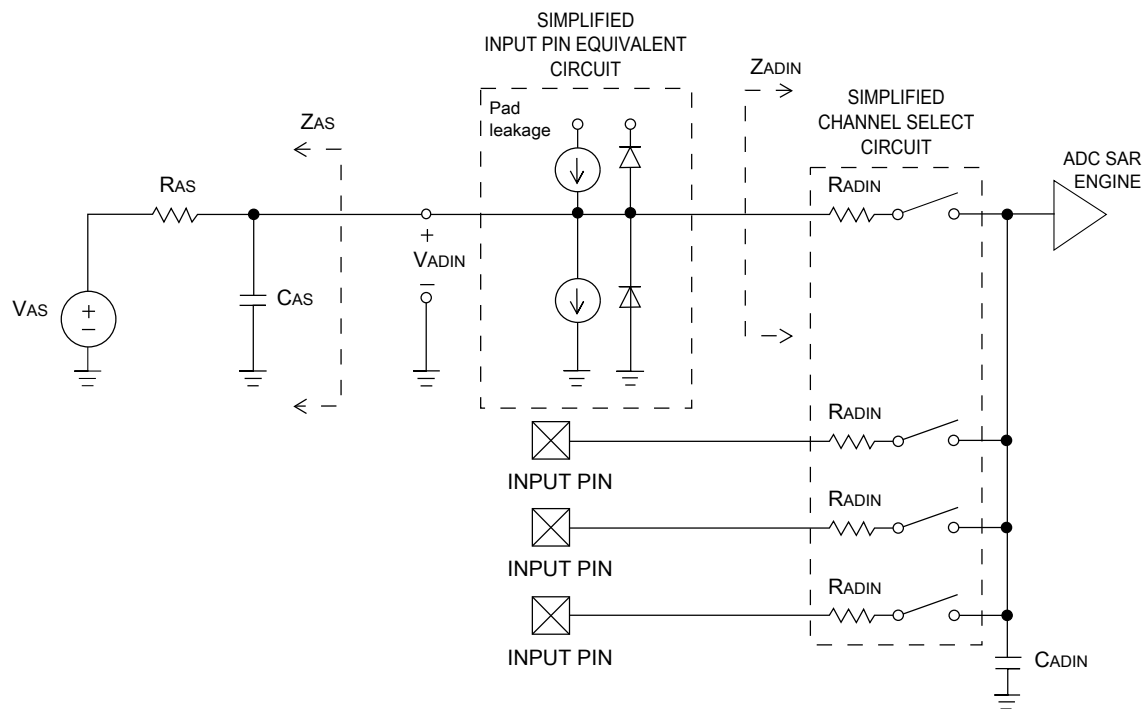 SIMPLIFIED
INPUT PIN EQUIVALENT
CIRCUIT
ZADIN
SIMPLIFIED
CHANNEL SELECT
CIRCUIT
Pad
leakage
ZAS
ADC SAR
ENGINE
RAS
RADIN
+
VADIN
−
CAS
VAS
+
−
RADIN
INPUT PIN
RADIN
INPUT PIN
RADIN
INPUT PIN
CADIN